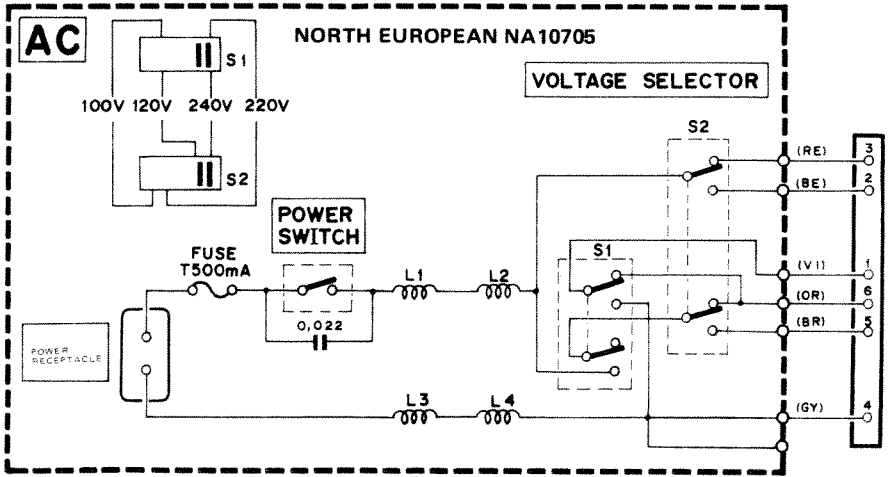 AC
NORTH EUROPEAN NA10705
S1
VOLTAGE SELECTOR
100V 120V 240V 220V
S2
S2
(RE) 3
(BE) 2
POWER
SWITCH
FUSE
T500mA
L1 L2
S1
(VI) 1
(OR) 6
(BR) 5
0,022
POWER
RECEPTACLE
L3 L4
(GY) 4